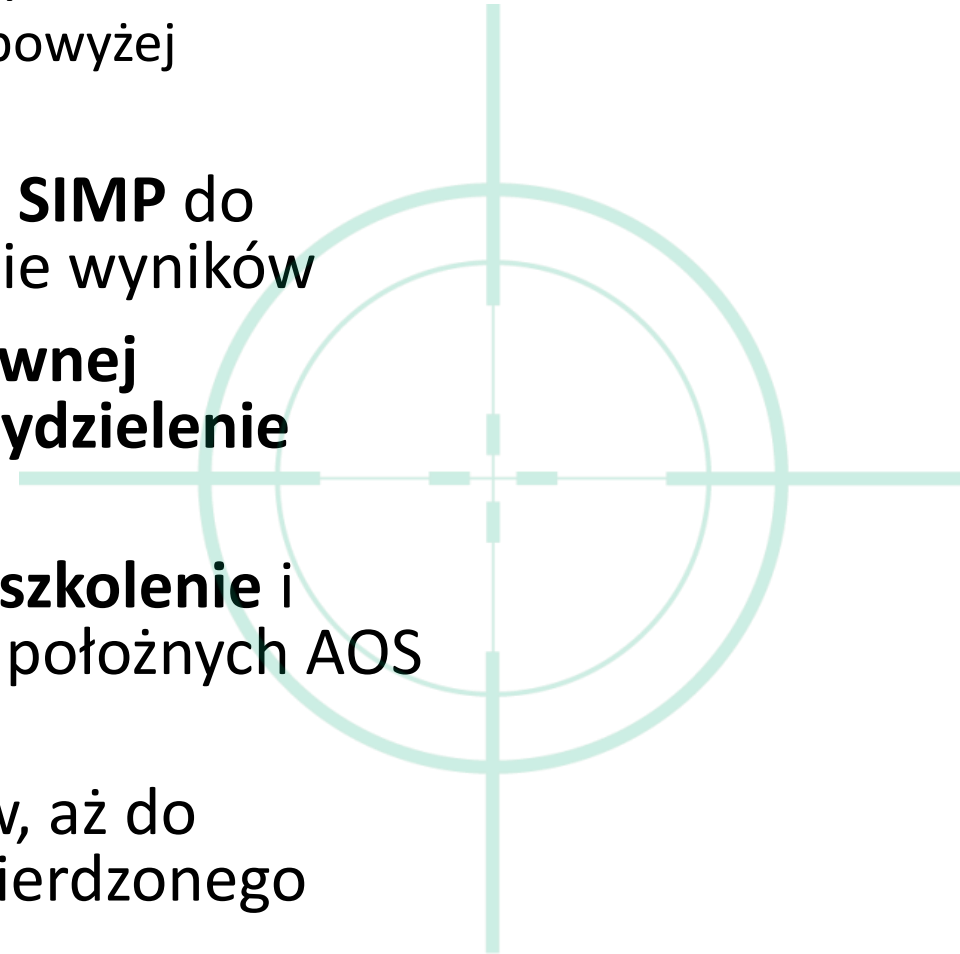 powyżej
SIMP do
ie wyników
wnej
ydzielenie
szkolenie i
położnych AOS
w, aż do
ierdzonego